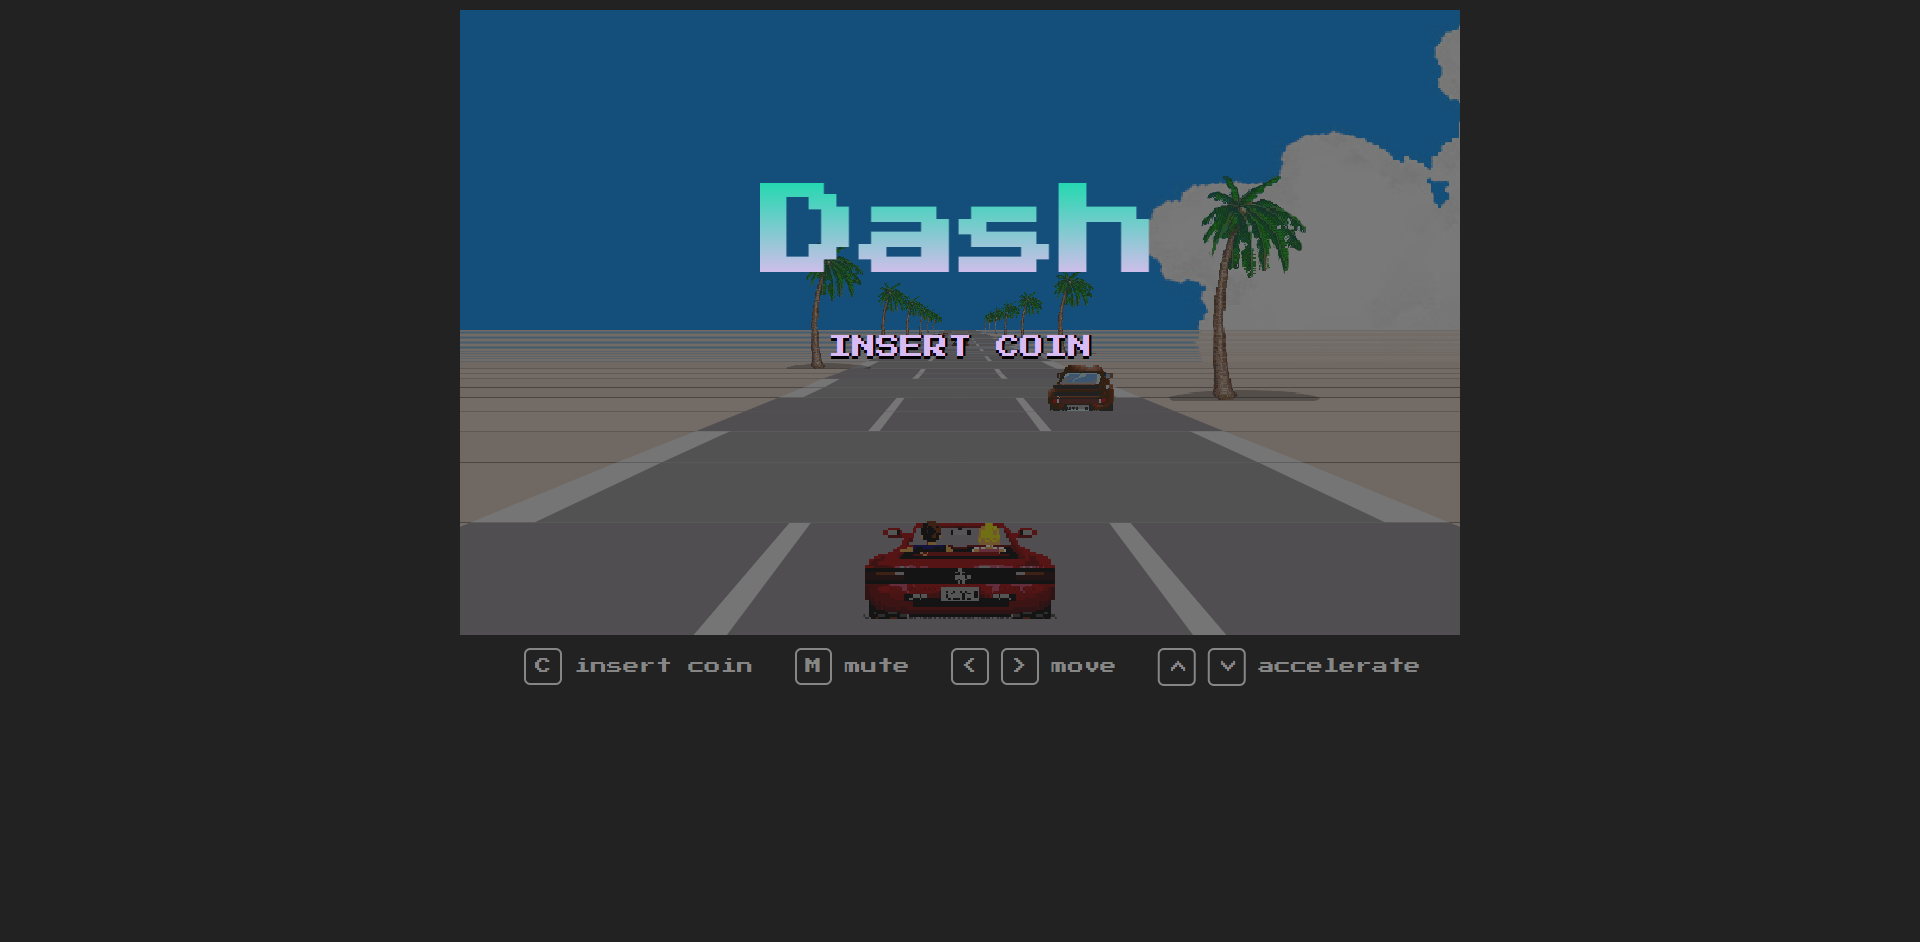 Dash
INSERT COIN
C insert coin M mute < > move ^ v accelerate